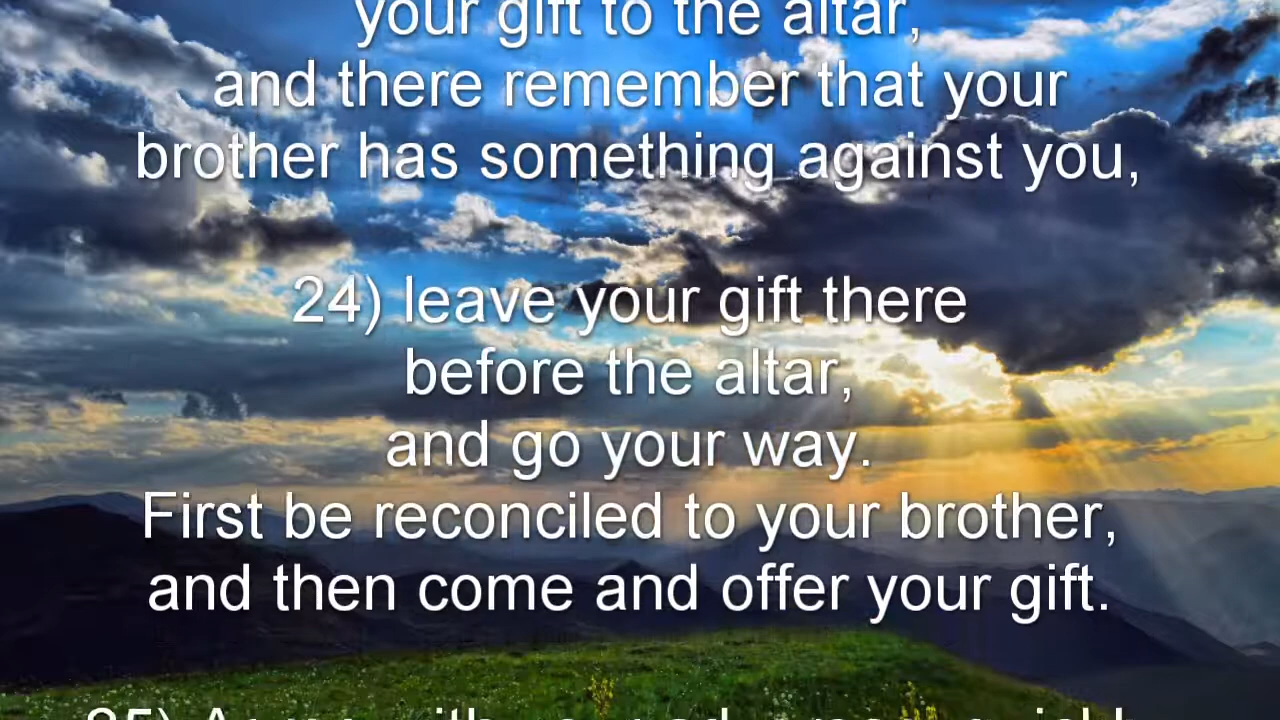 your gift to the altar,
and there remember that your
brother has something against you,
24) leave your gift there
before the altar,
and go your way.
First be reconciled to your brother,
and then come and offer your gift.